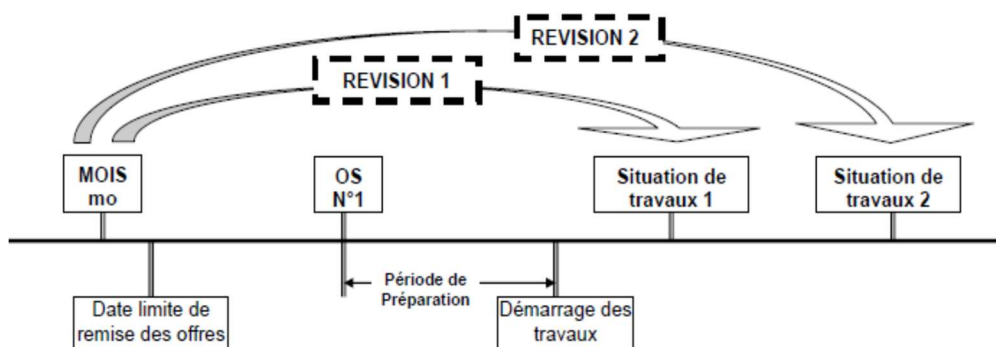 REVISION 2
REVISION 1
MOIS
mo
OS
N°1
Situation de
travaux 1
Situation de
travaux 2
Période de
Préparation
Date limite de
remise des offres
Démarrage des
travaux